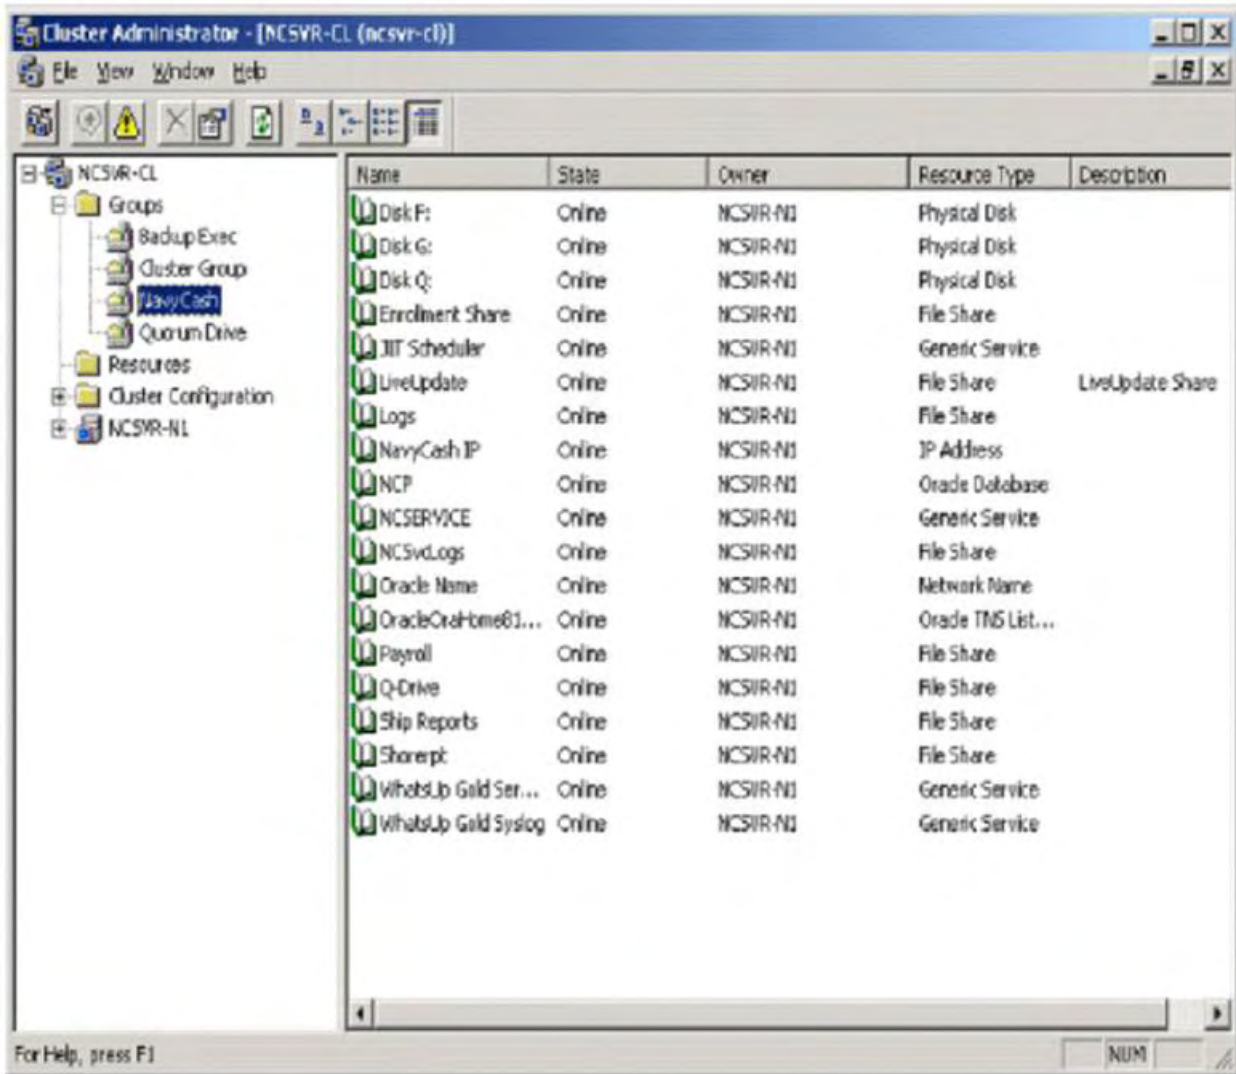 Cluster Administrator - [NCSVR-CL (ncsvr-cl)]
File View Window Help
NCSVR-CL
Groups
Backup Exec
Cluster Group
NavyCash
Quorum Drive
Resources
Cluster Configuration
NCSVR-N1
Name State Owner Resource Type Description
Disk F: Online NCSVR-N1 Physical Disk
Disk G: Online NCSVR-N1 Physical Disk
Disk Q: Online NCSVR-N1 Physical Disk
Enrollment Share Online NCSVR-N1 File Share
JIT Scheduler Online NCSVR-N1 Generic Service
LiveUpdate Online NCSVR-N1 File Share LiveUpdate Share
Logs Online NCSVR-N1 File Share
NavyCash IP Online NCSVR-N1 IP Address
NCP Online NCSVR-N1 Oracle Database
NCSERVICE Online NCSVR-N1 Generic Service
NCSvcLogs Online NCSVR-N1 File Share
Oracle Name Online NCSVR-N1 Network Name
OracleOraHome81... Online NCSVR-N1 Oracle TNS List...
Payroll Online NCSVR-N1 File Share
Q-Drive Online NCSVR-N1 File Share
Ship Reports Online NCSVR-N1 File Share
Shorerpt Online NCSVR-N1 File Share
WhatsUp Gold Ser... Online NCSVR-N1 Generic Service
WhatsUp Gold Syslog Online NCSVR-N1 Generic Service
For Help, press F1
NUM